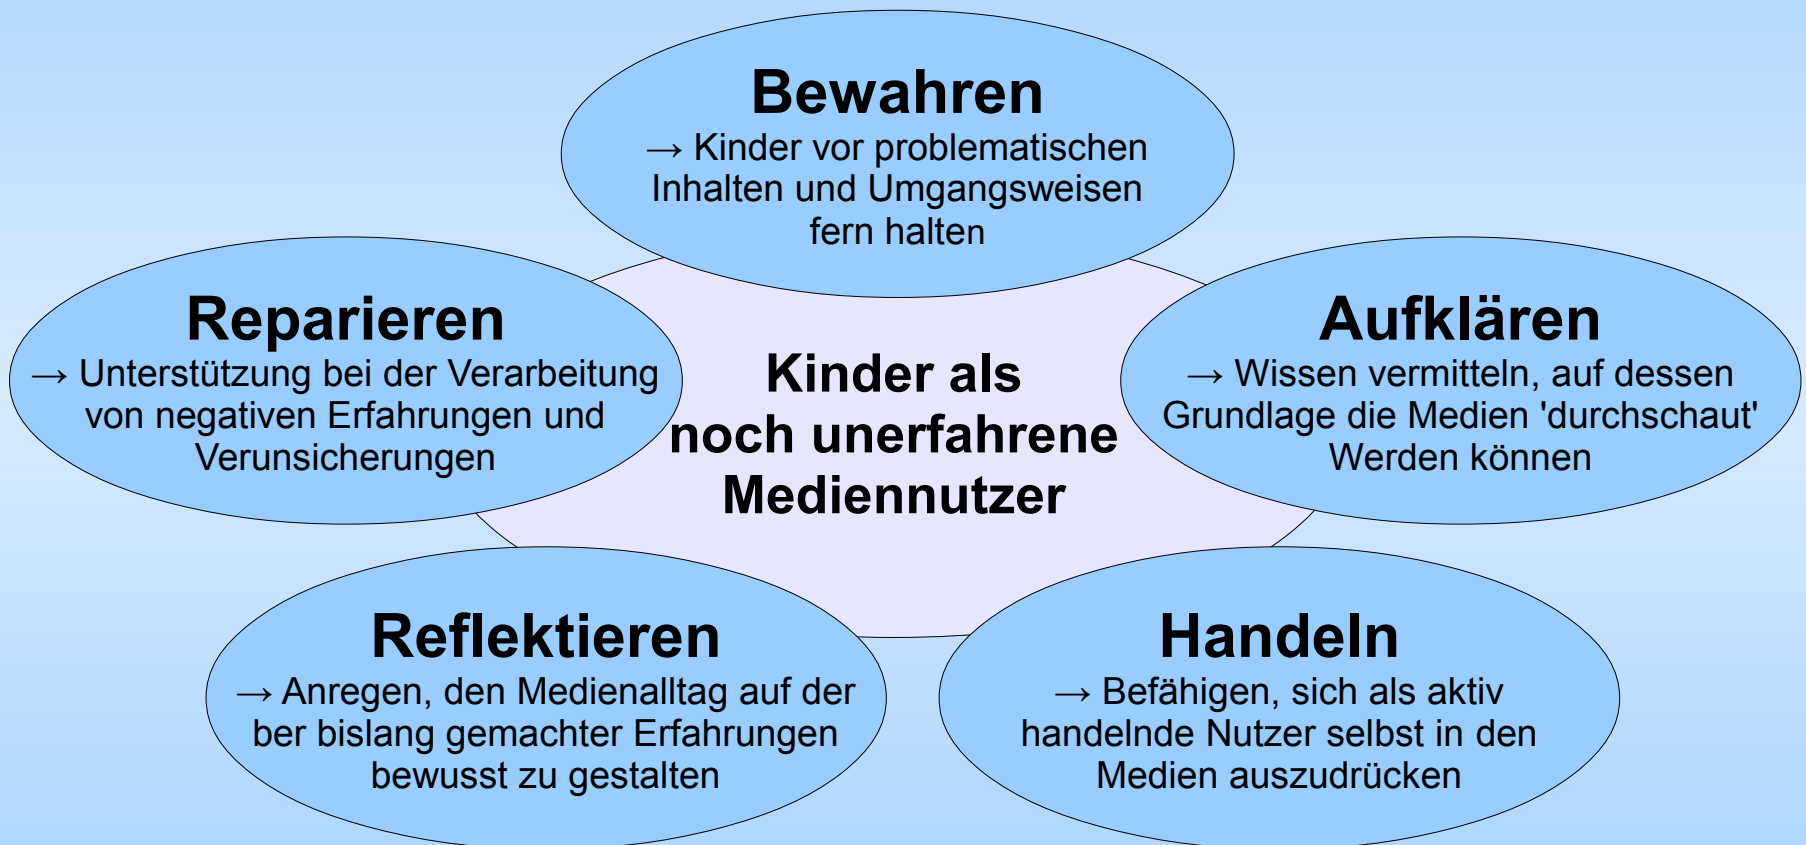 Bewahren
→ Kinder vor problematischen
Inhalten und Umgangsweisen
fern halten
Reparieren
→ Unterstützung bei der Verarbeitung
von negativen Erfahrungen und
Verunsicherungen
Kinder als
noch unerfahrene
Mediennutzer
Aufklären
→ Wissen vermitteln, auf dessen
Grundlage die Medien 'durchschaut'
Werden können
Reflektieren
→ Anregen, den Medienalltag auf der
ber bislang gemachter Erfahrungen
bewusst zu gestalten
Handeln
→ Befähigen, sich als aktiv
handelnde Nutzer selbst in den
Medien auszudrücken